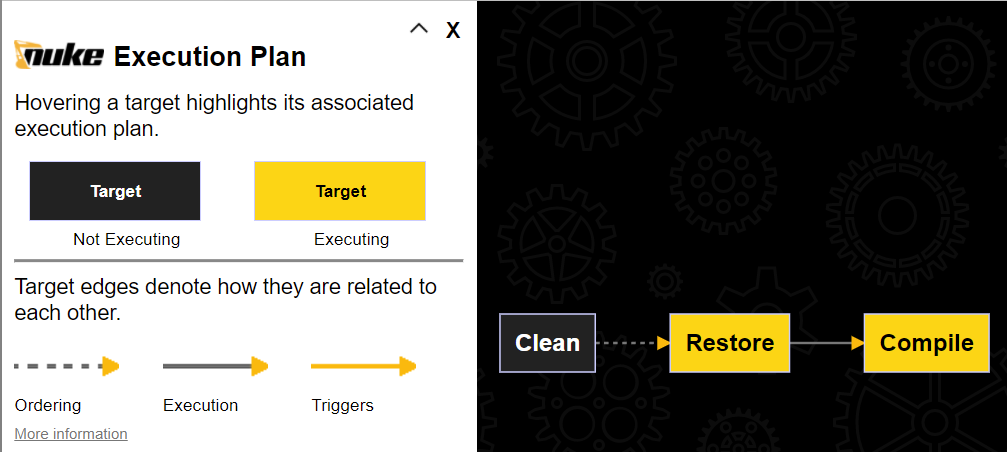 X
nuke Execution Plan
Hovering a target highlights its associated
execution plan.
Target
Target
Not Executing
Executing
Target edges denote how they are related to
each other.
Ordering
Execution
Triggers
More information
Clean
Restore
Compile